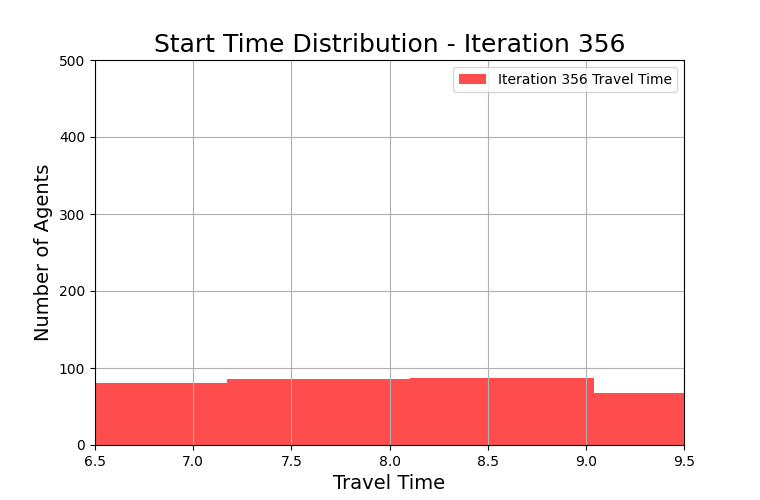 Start Time Distribution - Iteration 356
Iteration 356 Travel Time
Number of Agents
500
400
300
200
100
0
6.5 7.0 7.5 8.0 8.5 9.0 9.5
Travel Time